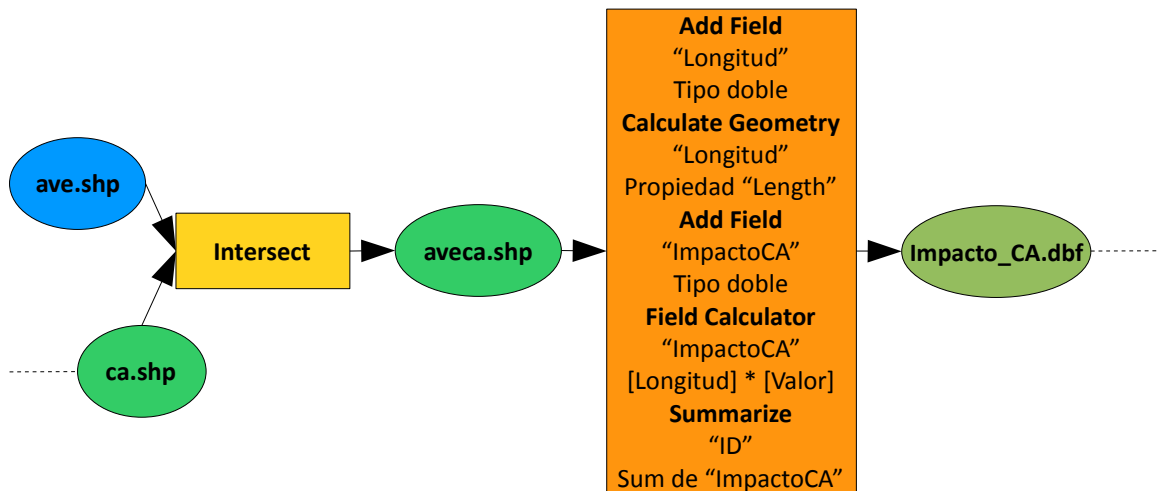 ave.shp
ca.shp
Intersect
aveca.shp
Add Field
“Longitud”
Tipo doble
Calculate Geometry
“Longitud”
Propiedad “Length”
Add Field
“ImpactoCA”
Tipo doble
Field Calculator
“ImpactoCA”
[Longitud] * [Valor]
Summarize
“ID”
Sum de “ImpactoCA”
Impacto_CA.dbf